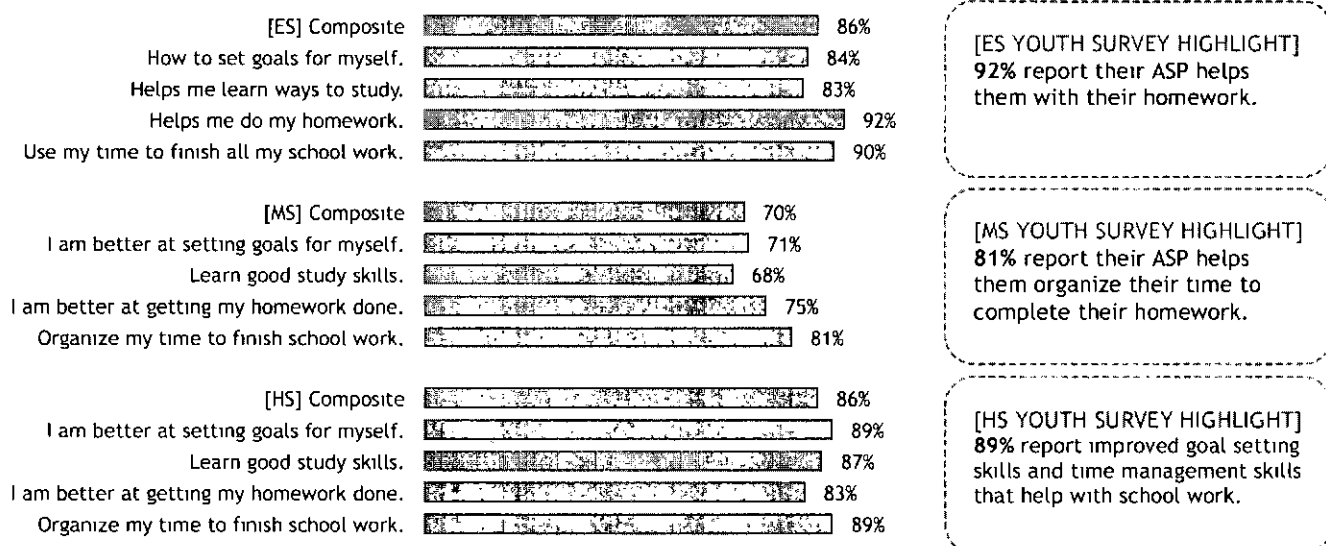 [ES] Composite 86%
How to set goals for myself. 84%
Helps me learn ways to study. 83%
Helps me do my homework. 92%
Use my time to finish all my school work. 90%
[ES YOUTH SURVEY HIGHLIGHT]
92% report their ASP helps
them with their homework.
[MS] Composite 70%
I am better at setting goals for myself. 71%
Learn good study skills. 68%
I am better at getting my homework done. 75%
Organize my time to finish school work. 81%
[MS YOUTH SURVEY HIGHLIGHT]
81% report their ASP helps
them organize their time to
complete their homework.
[HS] Composite 86%
I am better at setting goals for myself. 89%
Learn good study skills. 87%
I am better at getting my homework done. 83%
Organize my time to finish school work. 89%
[HS YOUTH SURVEY HIGHLIGHT]
89% report improved goal setting
skills and time management skills
that help with school work.